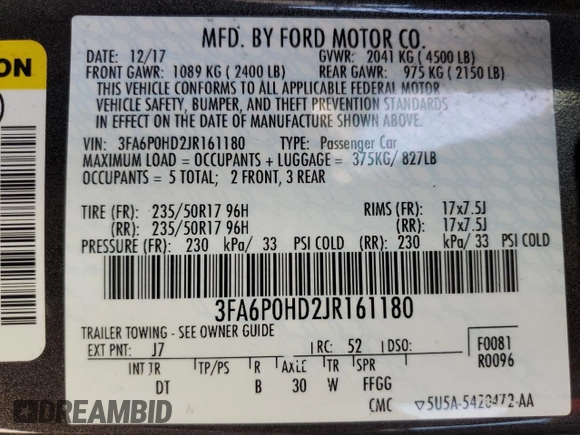 MFD. BY FORD MOTOR CO.
DATE: 12/17 GVWR: 2041 KG ( 4500 LB)
FRONT GAWR: 1089 KG ( 2400 LB) REAR GAWR: 975 KG ( 2150 LB)
THIS VEHICLE CONFORMS TO ALL APPLICABLE FEDERAL MOTOR
VEHICLE SAFETY, BUMPER, AND THEFT PREVENTION STANDARDS
IN EFFECT ON THE DATE OF MANUFACTURE SHOWN ABOVE.
ON
VIN: 3FA6P0HD2JR161180 TYPE: Passenger Car
MAXIMUM LOAD = OCCUPANTS + LUGGAGE = 375KG/ 827LB
OCCUPANTS = 5 TOTAL; 2 FRONT, 3 REAR
TIRE (FR): 235/50R17 96H RIMS (FR): 17x7.5J
(RR): 235/50R17 96H (RR): 17x7.5J
PRESSURE (FR): 230 kPa/ 33 PSI COLD (RR): 230 kPa/ 33 PSI COLD
3FA6P0HD2JR161180
TRAILER TOWING - SEE OWNER GUIDE
EXT PNT: J7 RC: 52 DSO: F0081
R0096
INT TR TP/PS R AXLE TR SPR
DT B 30 W FFGG
CMC ▽5U5A-5420472-AA
DREAMBID